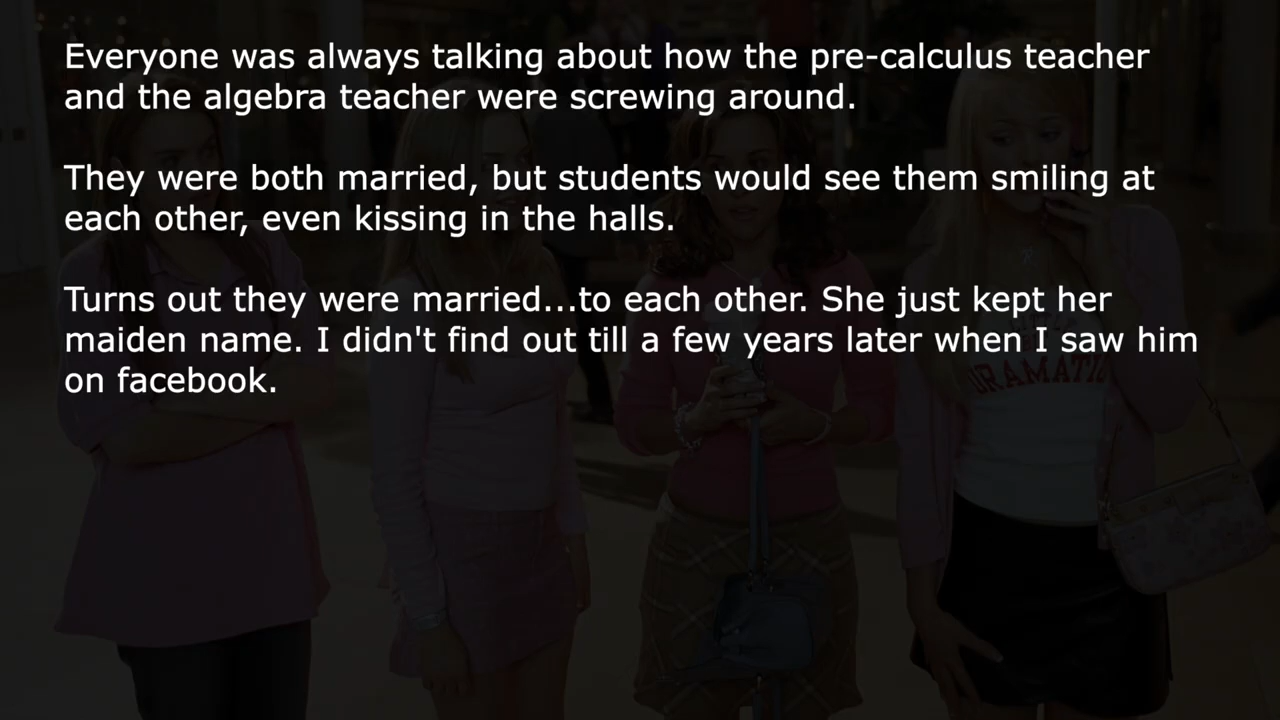 Everyone was always talking about how the pre-calculus teacher
and the algebra teacher were screwing around.
They were both married, but students would see them smiling at
each other, even kissing in the halls.
Turns out they were married...to each other. She just kept her
maiden name. I didn't find out till a few years later when I saw him
on facebook.
DRAMATIC